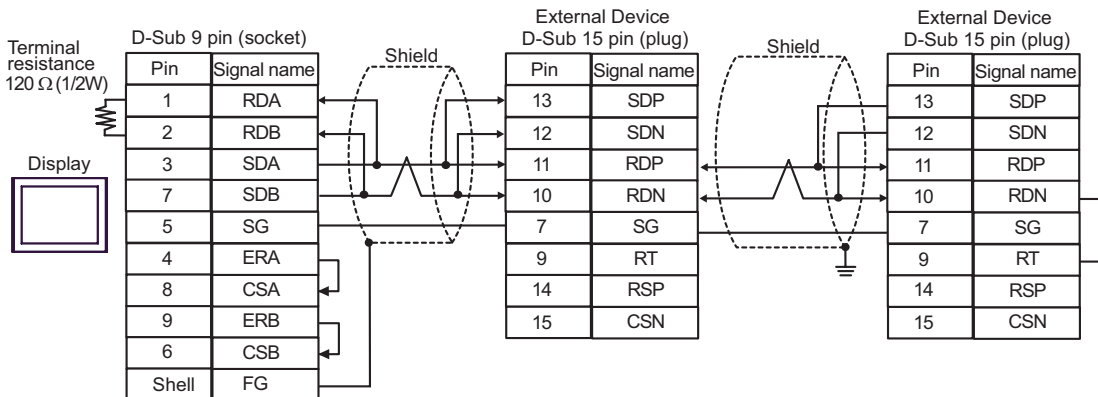 Terminal
resistance
120 Ω (1/2W)
Display
D-Sub 9 pin (socket)
Pin Signal name
1 RDA
2 RDB
3 SDA
7 SDB
5 SG
4 ERA
8 CSA
9 ERB
6 CSB
Shell FG
Shield
External Device
D-Sub 15 pin (plug)
Pin Signal name
13 SDP
12 SDN
11 RDP
10 RDN
7 SG
9 RT
14 RSP
15 CSN
Shield
External Device
D-Sub 15 pin (plug)
Pin Signal name
13 SDP
12 SDN
11 RDP
10 RDN
7 SG
9 RT
14 RSP
15 CSN